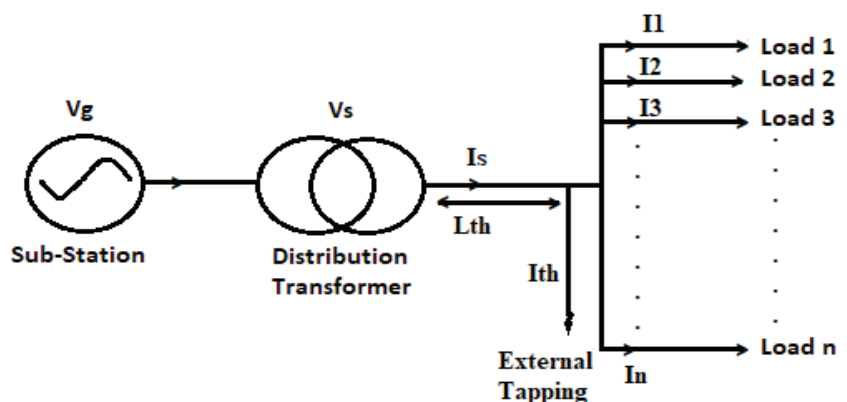 I1
Load 1
I2
Load 2
Vg
Vs
I3
Load 3
Is
Lth
Sub-Station
Distribution
Transformer
Ith
External
Tapping
In
Load n